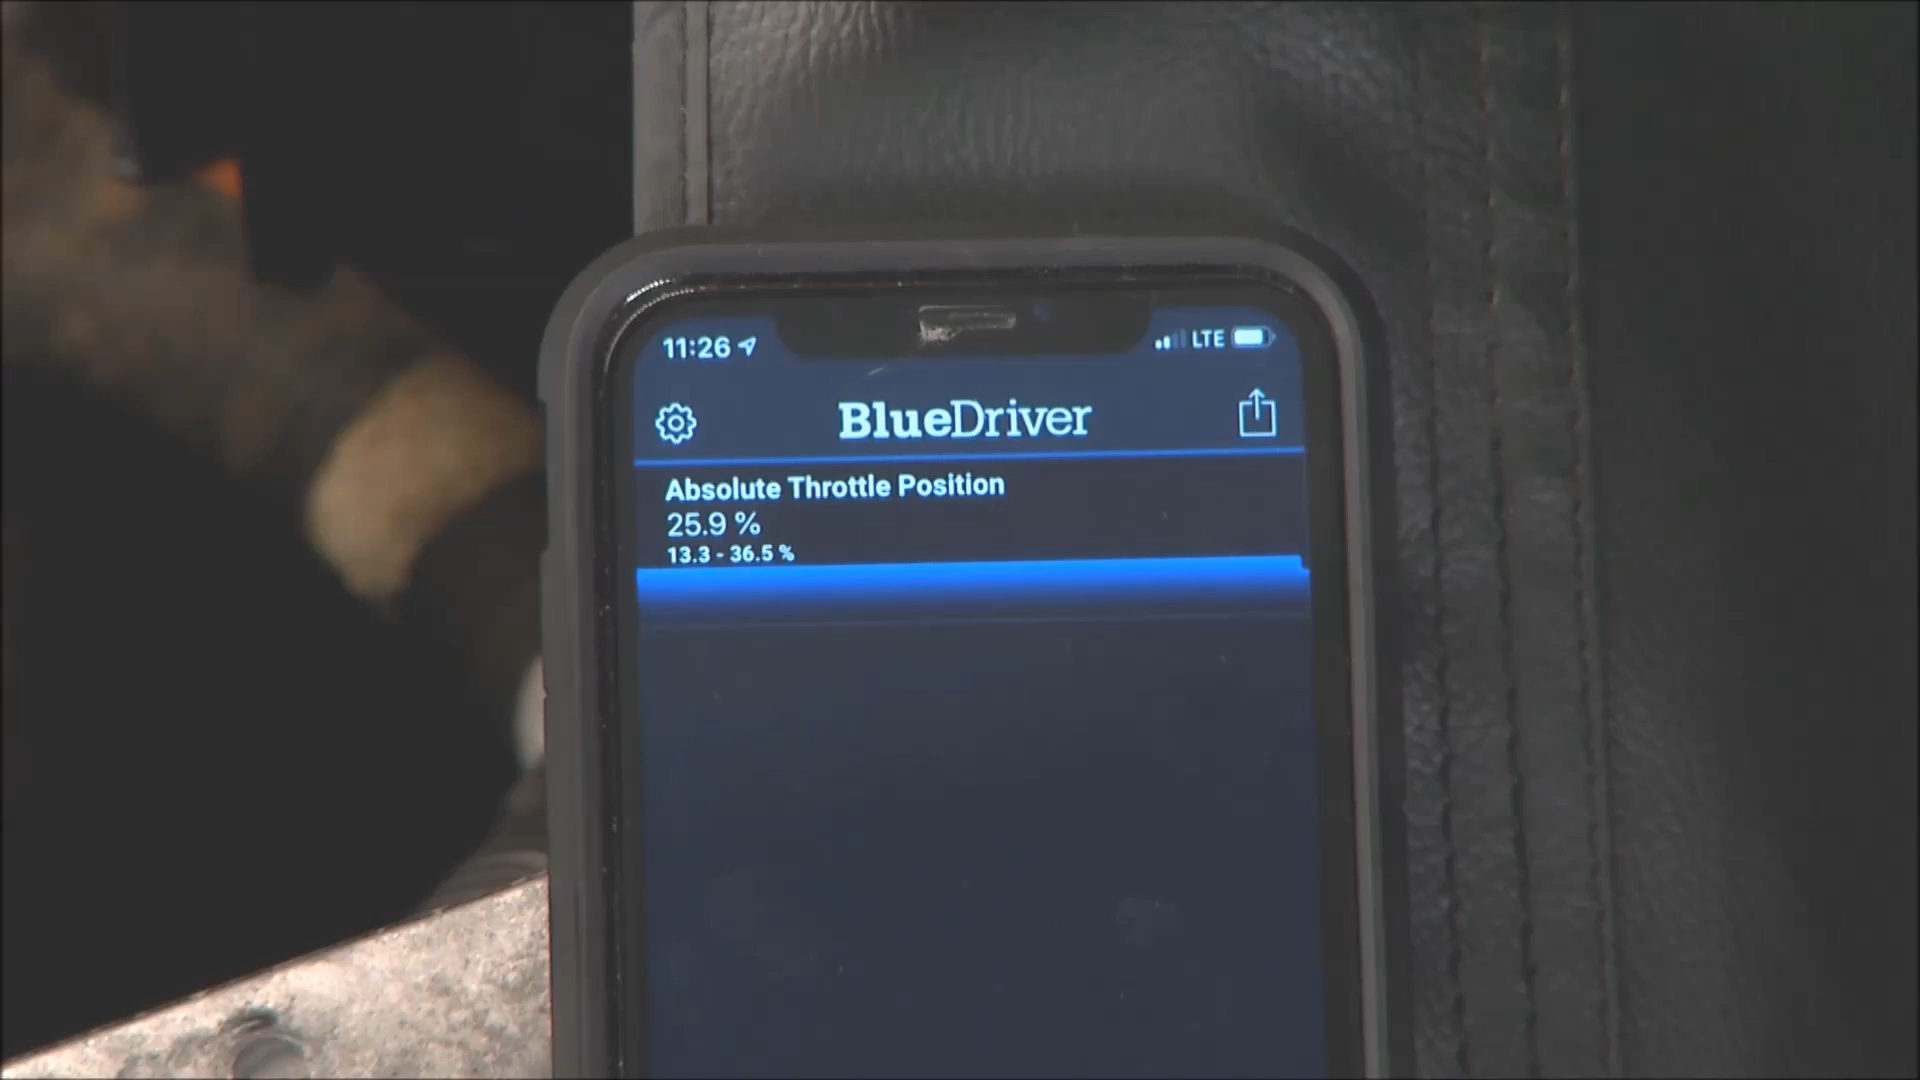 11:26 LTE
BlueDriver
Absolute Throttle Position
25.9 %
13.3 - 36.5 %